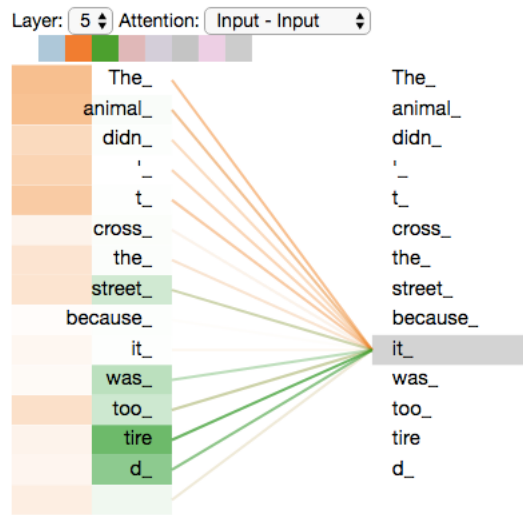 Layer: 5 Attention: Input - Input
The_ The_
animal_ animal_
didn_ didn_
'_ '_
t_ t_
cross_ cross_
the_ the_
street_ street_
because_ because_
it_ it_
was_ was_
too_ too_
tire tire
d_ d_